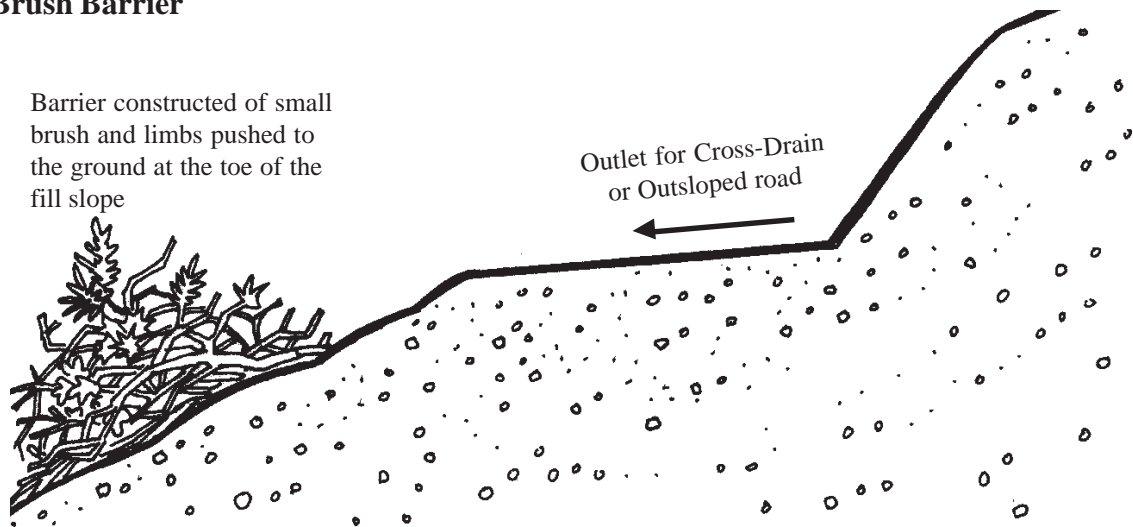 Brush Barrier
Barrier constructed of small
brush and limbs pushed to
the ground at the toe of the
fill slope
Outlet for Cross-Drain
or Outsloped road